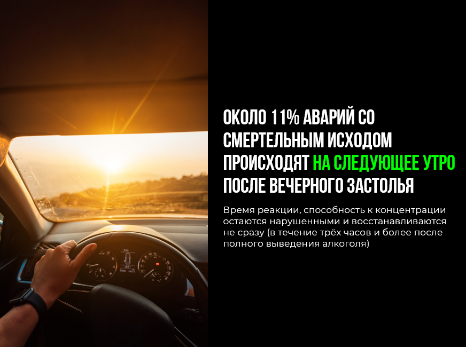 ОКОЛО 11% АВАРИЙ СО
СМЕРТЕЛЬНЫМ ИСХОДОМ
ПРОИСХОДЯТ НА СЛЕДУЮЩЕЕ УТРО
ПОСЛЕ ВЕЧЕРНЕГО ЗАСТОЛЬЯ
Время реакции, способность к концентрации
остаются нарушенными и восстанавливаются
не сразу (в течение трёх часов и более после
полного выведения алкоголя)